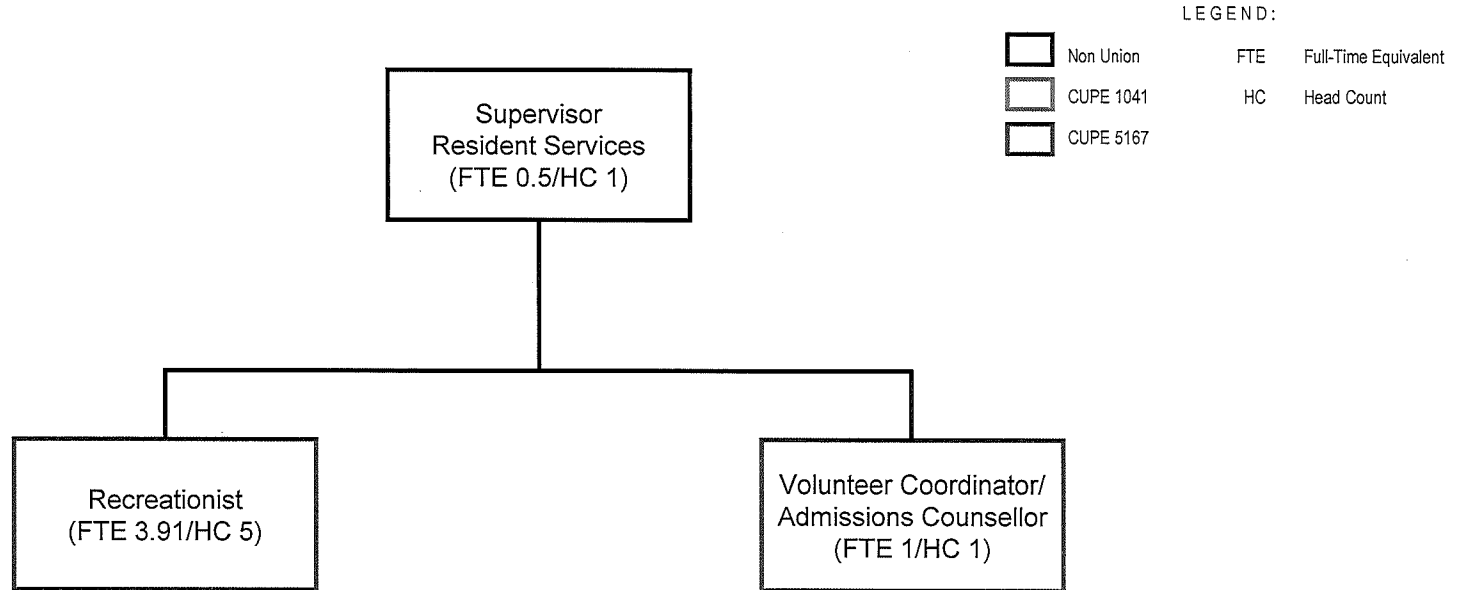 LEGEND:
Non Union FTE Full-Time Equivalent
CUPE 1041 HC Head Count
CUPE 5167
Supervisor
Resident Services
(FTE 0.5/HC 1)
Recreationist
(FTE 3.91/HC 5)
Volunteer Coordinator/
Admissions Counsellor
(FTE 1/HC 1)